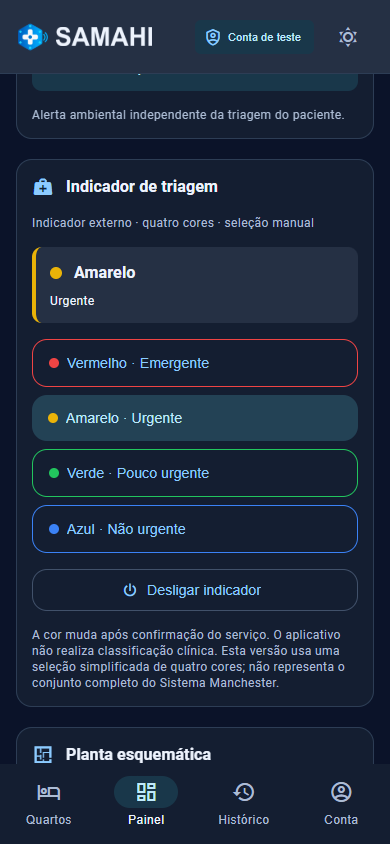 SAMAHI
Conta de teste
Alerta ambiental independente da triagem do paciente.
Indicador de triagem
Indicador externo · quatro cores · seleção manual
Amarelo
Urgente
Vermelho · Emergente
Amarelo · Urgente
Verde · Pouco urgente
Azul · Não urgente
Desligar indicador
A cor muda após confirmação do serviço. O aplicativo
não realiza classificação clínica. Esta versão usa uma
seleção simplificada de quatro cores; não representa o
conjunto completo do Sistema Manchester.
Planta esquemática
Quartos
Painel
Histórico
Conta